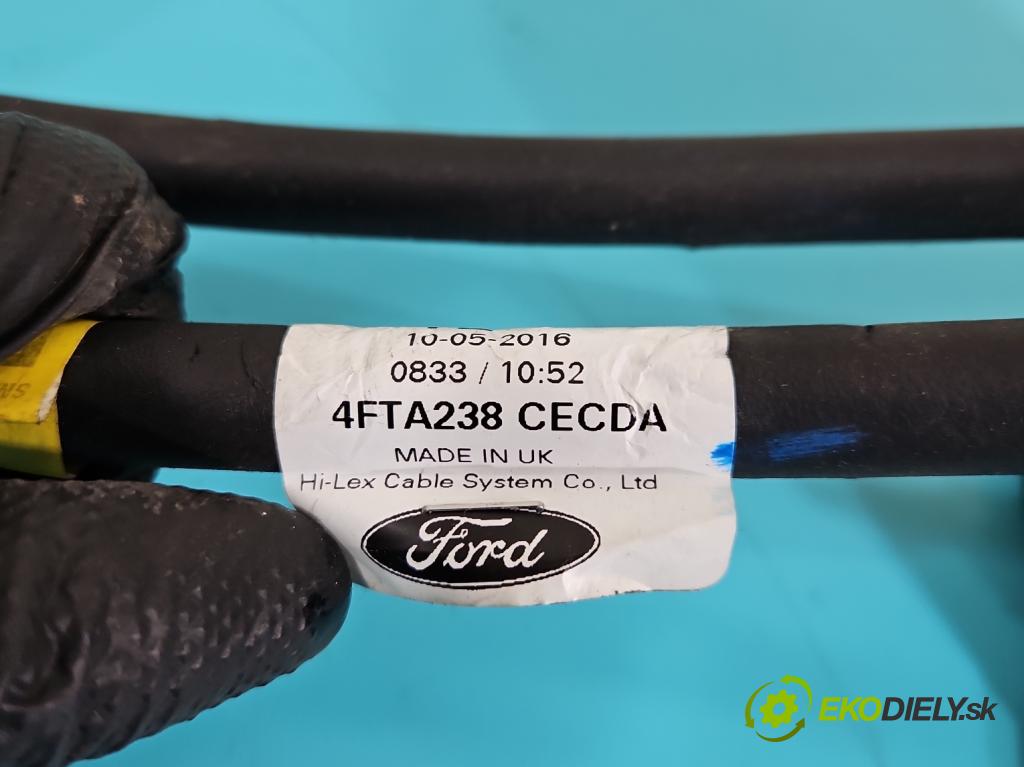 10-05-2016
0833 / 10:52
4FTA238 CECDA
MADE IN UK
Hi-Lex Cable System Co., Ltd
Ford
EKODIELY.sk